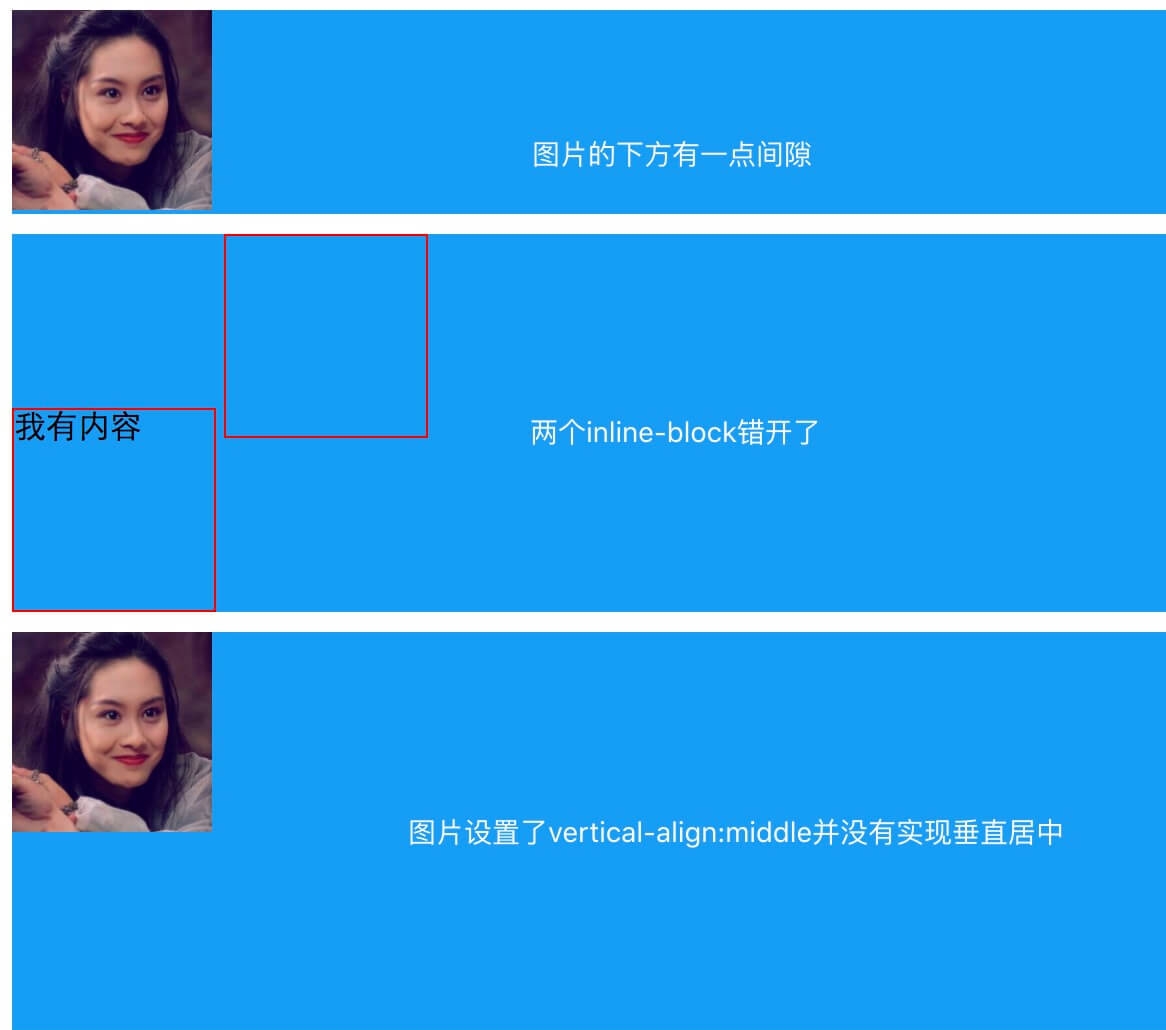 图片的下方有一点间隙
我有内容
两个inline-block错开了
图片设置了vertical-align:middle并没有实现垂直居中